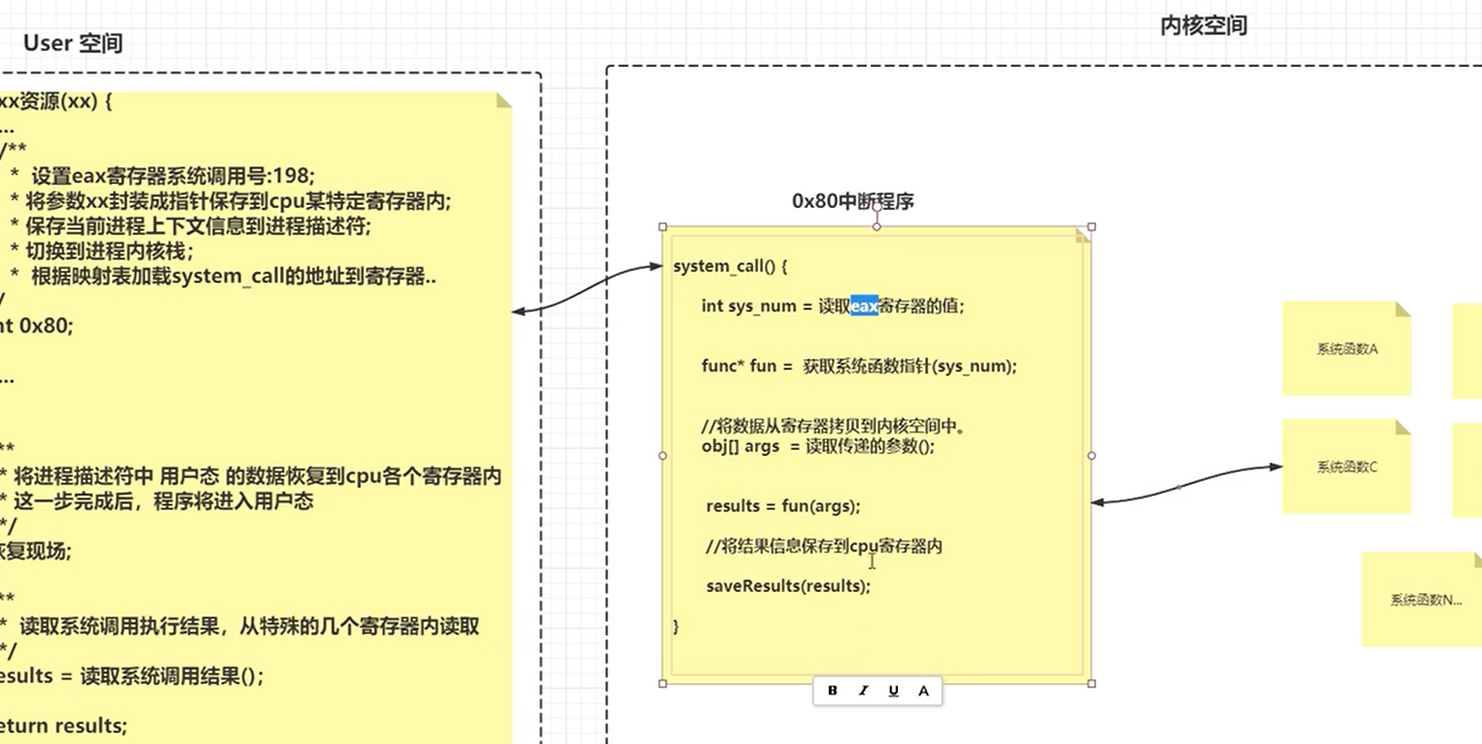 User 空间
xx资源(xx) {
...
/**
* 设置eax寄存器系统调用号:198;
* 将参数xx封装成指针保存到cpu某特定寄存器内;
* 保存当前进程上下文信息到进程描述符;
* 切换到进程内核栈;
* 根据映射表加载system_call的地址到寄存器..
/
nt 0x80;
...
**
* 将进程描述符中 用户态 的数据恢复到cpu各个寄存器内
* 这一步完成后，程序将进入用户态
*/
恢复现场;
**
* 读取系统调用执行结果，从特殊的几个寄存器内读取
*/
esults = 读取系统调用结果();
eturn results;
内核空间
0x80中断程序
system_call() {
int sys_num = 读取eax寄存器的值;
func* fun = 获取系统函数指针(sys_num);
//将数据从寄存器拷贝到内核空间中。
obj[] args = 读取传递的参数();
results = fun(args);
//将结果信息保存到cpu寄存器内
saveResults(results);
}
B I U A
系统函数A
系统函数C
系统函数N...